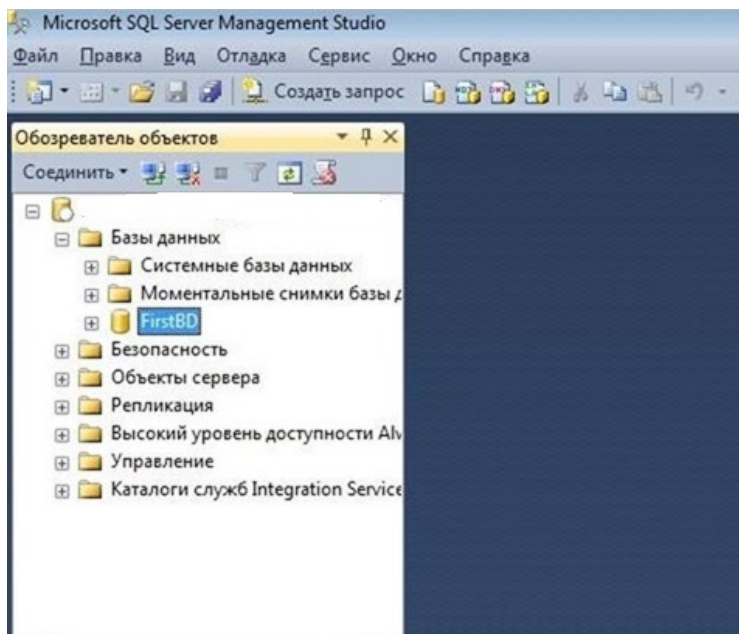 Microsoft SQL Server Management Studio
Файл Правка Вид Отладка Сервис Окно Справка
Создать запрос
Обозреватель объектов
Соединить
Базы данных
Системные базы данных
Моментальные снимки базы д
FirstBD
Безопасность
Объекты сервера
Репликация
Высокий уровень доступности Alw
Управление
Каталоги служб Integration Service